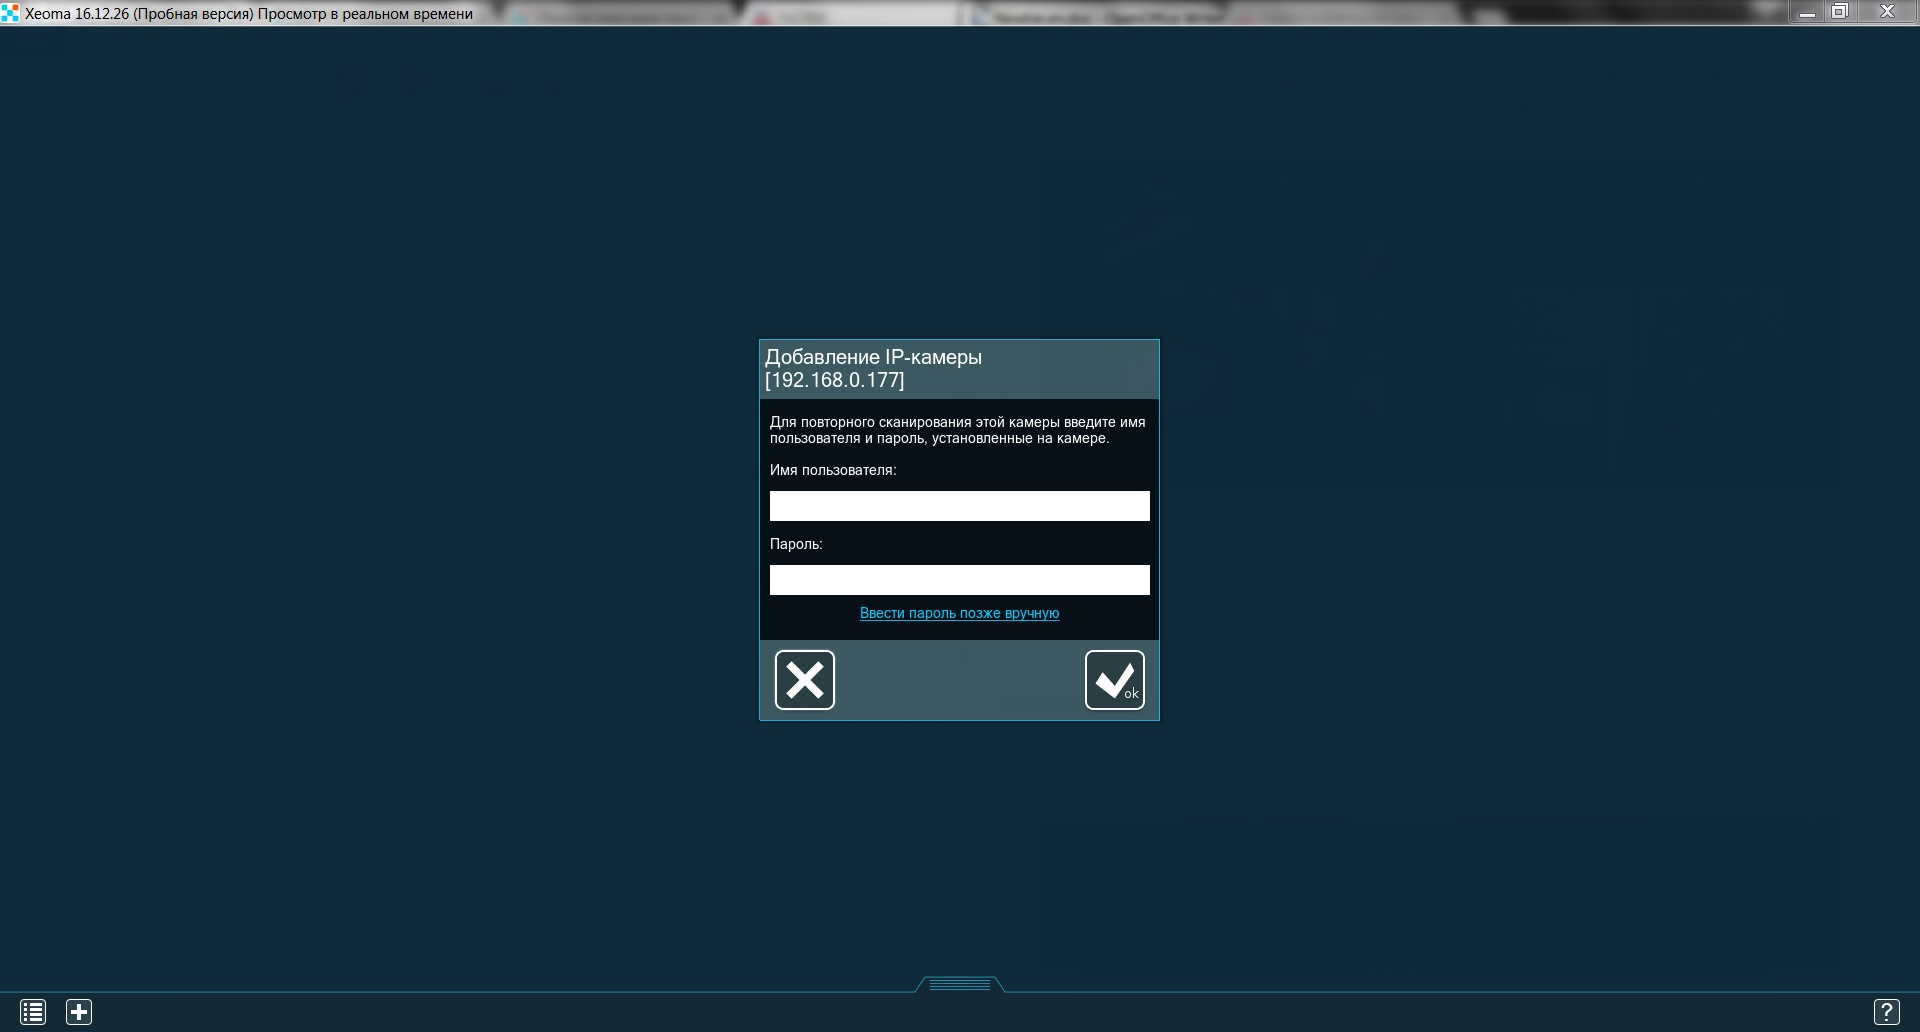 Xeoma 16.12.26 (Пробная версия) Просмотр в реальном времени
Добавление IP-камеры
[192.168.0.177]
Для повторного сканирования этой камеры введите имя
пользователя и пароль, установленные на камере.
Имя пользователя:
Пароль:
Ввести пароль позже вручную
ok
?